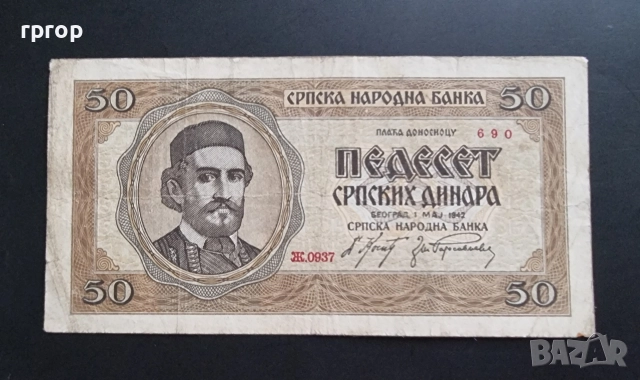 гргор
50 СРПСКА НАРОДНА БАНКА 50
ПЛАЋА ДОНОСИОЦУ 690
ПЕДЕСЕТ
СРПСКИХ ДИНАРА
БЕОГРАД, 1 МАЈ 1942
СРПСКА НАРОДНА БАНКА
Ж.0937
50 50
BAZAR